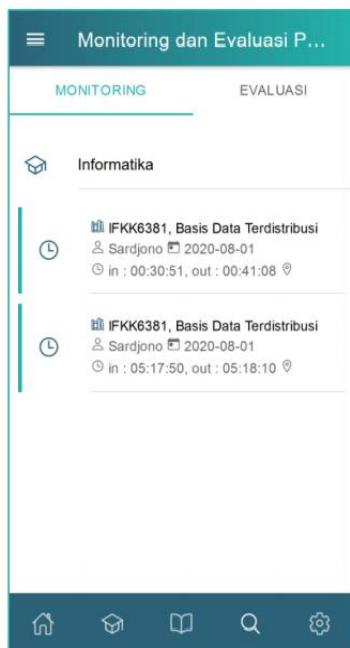 Monitoring dan Evaluasi P...
MONITORING
EVALUASI
Informatika
IFKK6381, Basis Data Terdistribusi
Sardjono 2020-08-01
in : 00:30:51, out : 00:41:08
IFKK6381, Basis Data Terdistribusi
Sardjono 2020-08-01
in : 05:17:50, out : 05:18:10